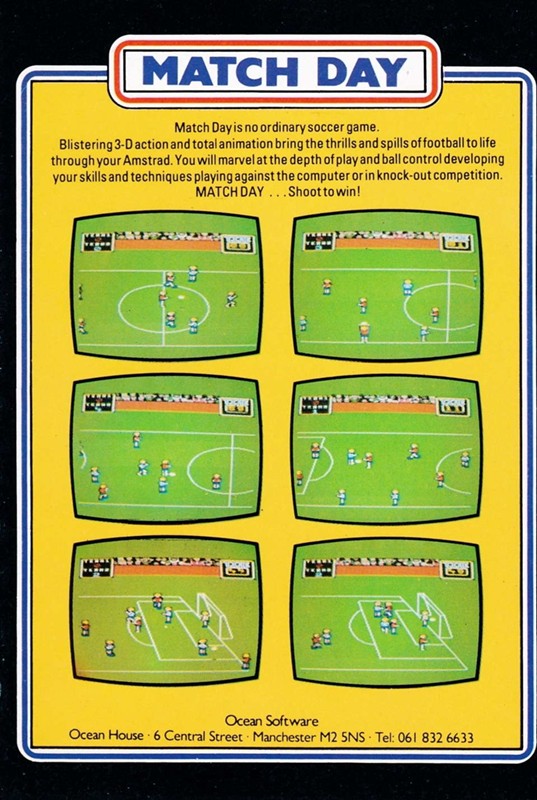 MATCH DAY
Match Day is no ordinary soccer game.
Blistering 3-D action and total animation bring the thrills and spills of football to life
through your Amstrad. You will marvel at the depth of play and ball control developing
your skills and techniques playing against the computer or in knock-out competition.
MATCH DAY . . . Shoot to win!
Ocean Software
Ocean House · 6 Central Street · Manchester M2 5NS · Tel: 061 832 6633